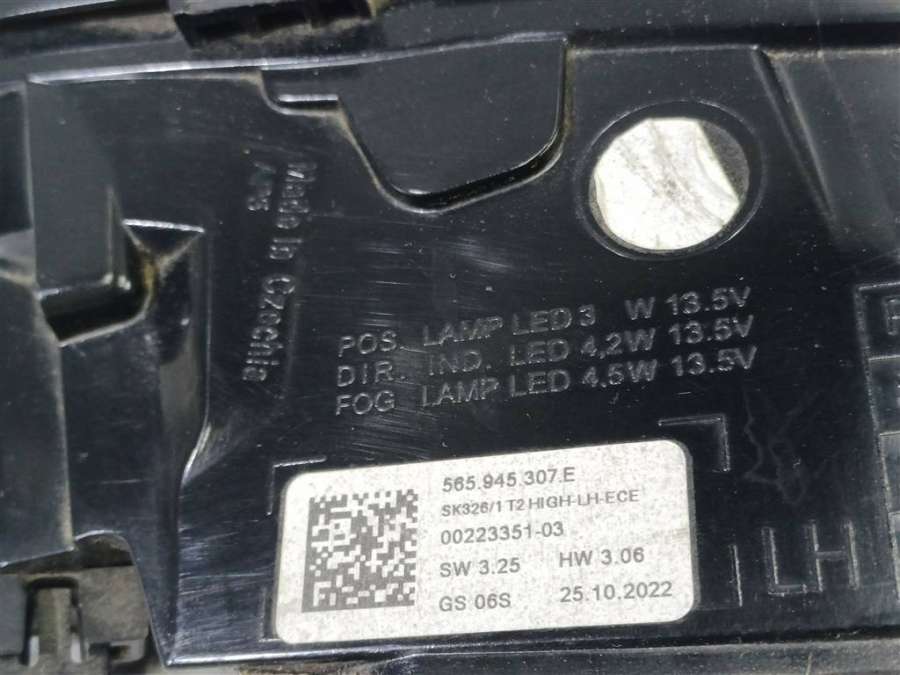 Made in Czechia
POS. LAMP LED 3 W 13.5V
DIR. IND. LED 4,2W 13.5V
FOG LAMP LED 4.5W 13.5V
565.945.307.E
SK326/1 T2 HIGH-LH-ECE
00223351-03
SW 3.25 HW 3.06
GS 06S 25.10.2022
LH